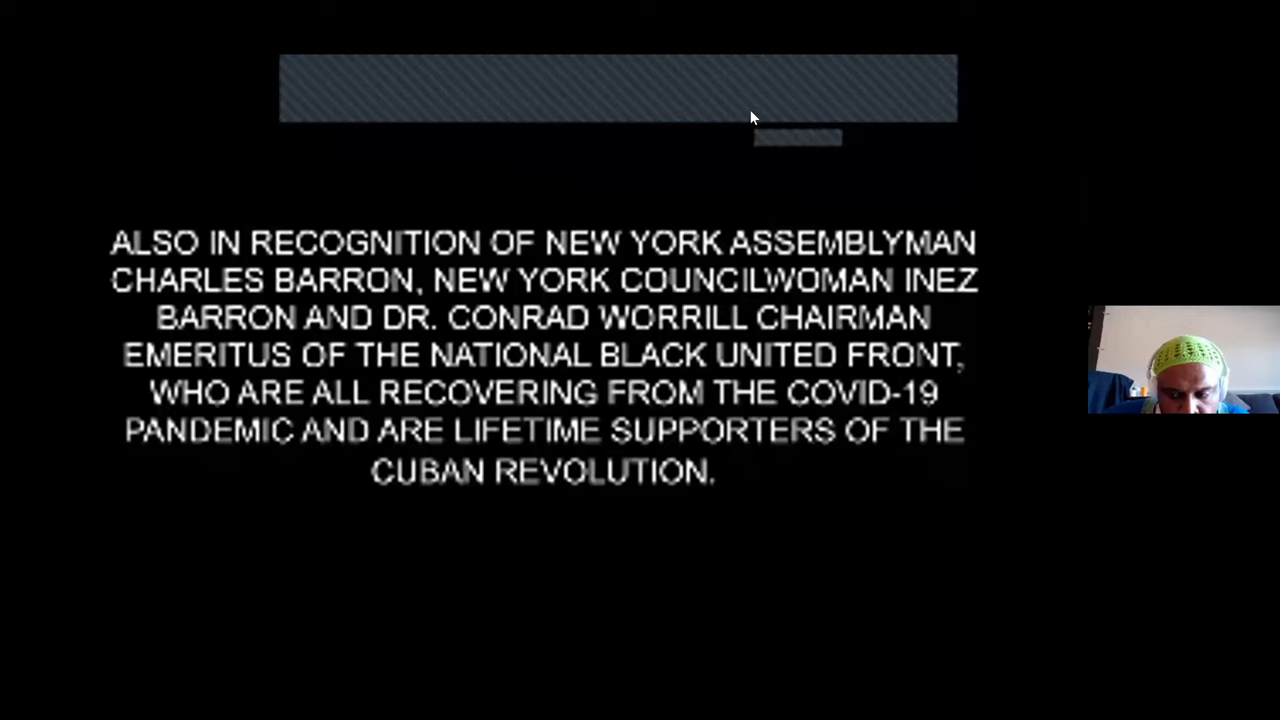 ALSO IN RECOGNITION OF NEW YORK ASSEMBLYMAN
CHARLES BARRON, NEW YORK COUNCILWOMAN INEZ
BARRON AND DR. CONRAD WORRILL CHAIRMAN
EMERITUS OF THE NATIONAL BLACK UNITED FRONT,
WHO ARE ALL RECOVERING FROM THE COVID-19
PANDEMIC AND ARE LIFETIME SUPPORTERS OF THE
CUBAN REVOLUTION.